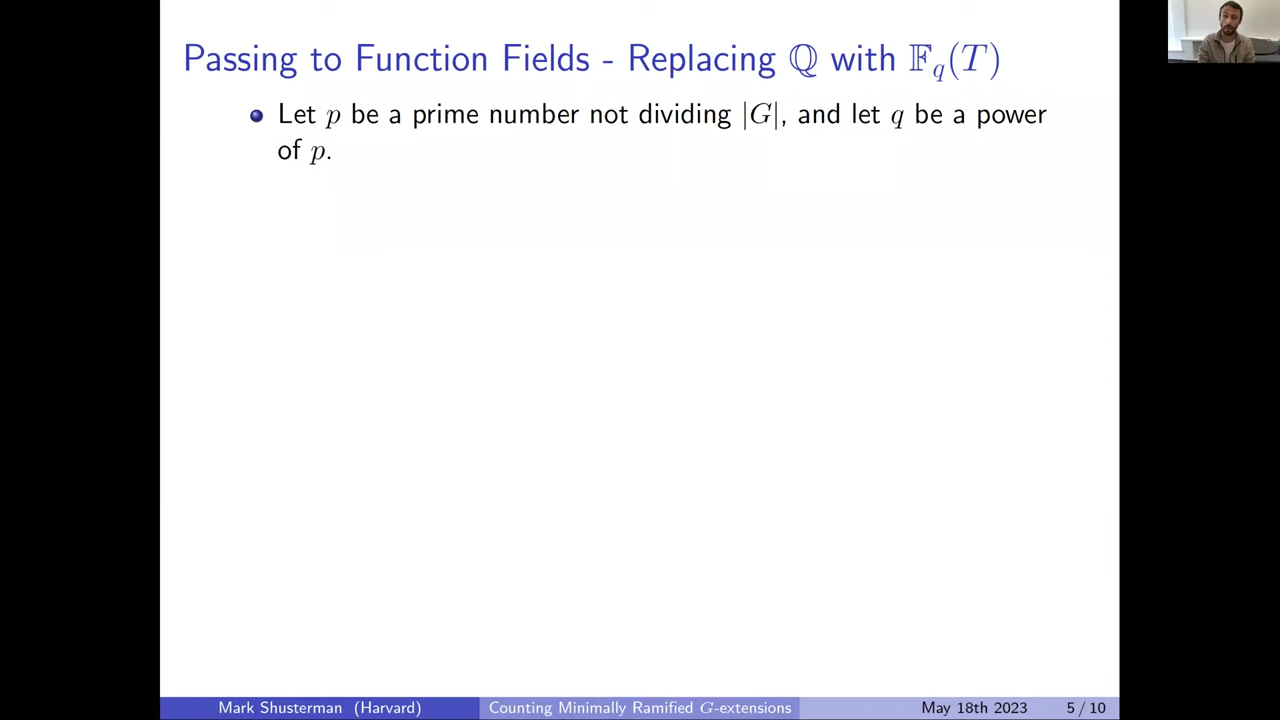 Passing to Function Fields - Replacing ℚ with 𝔽_q(T)
Let p be a prime number not dividing |G|, and let q be a power
of p.
Mark Shusterman (Harvard) Counting Minimally Ramified G-extensions May 18th 2023 5 / 10